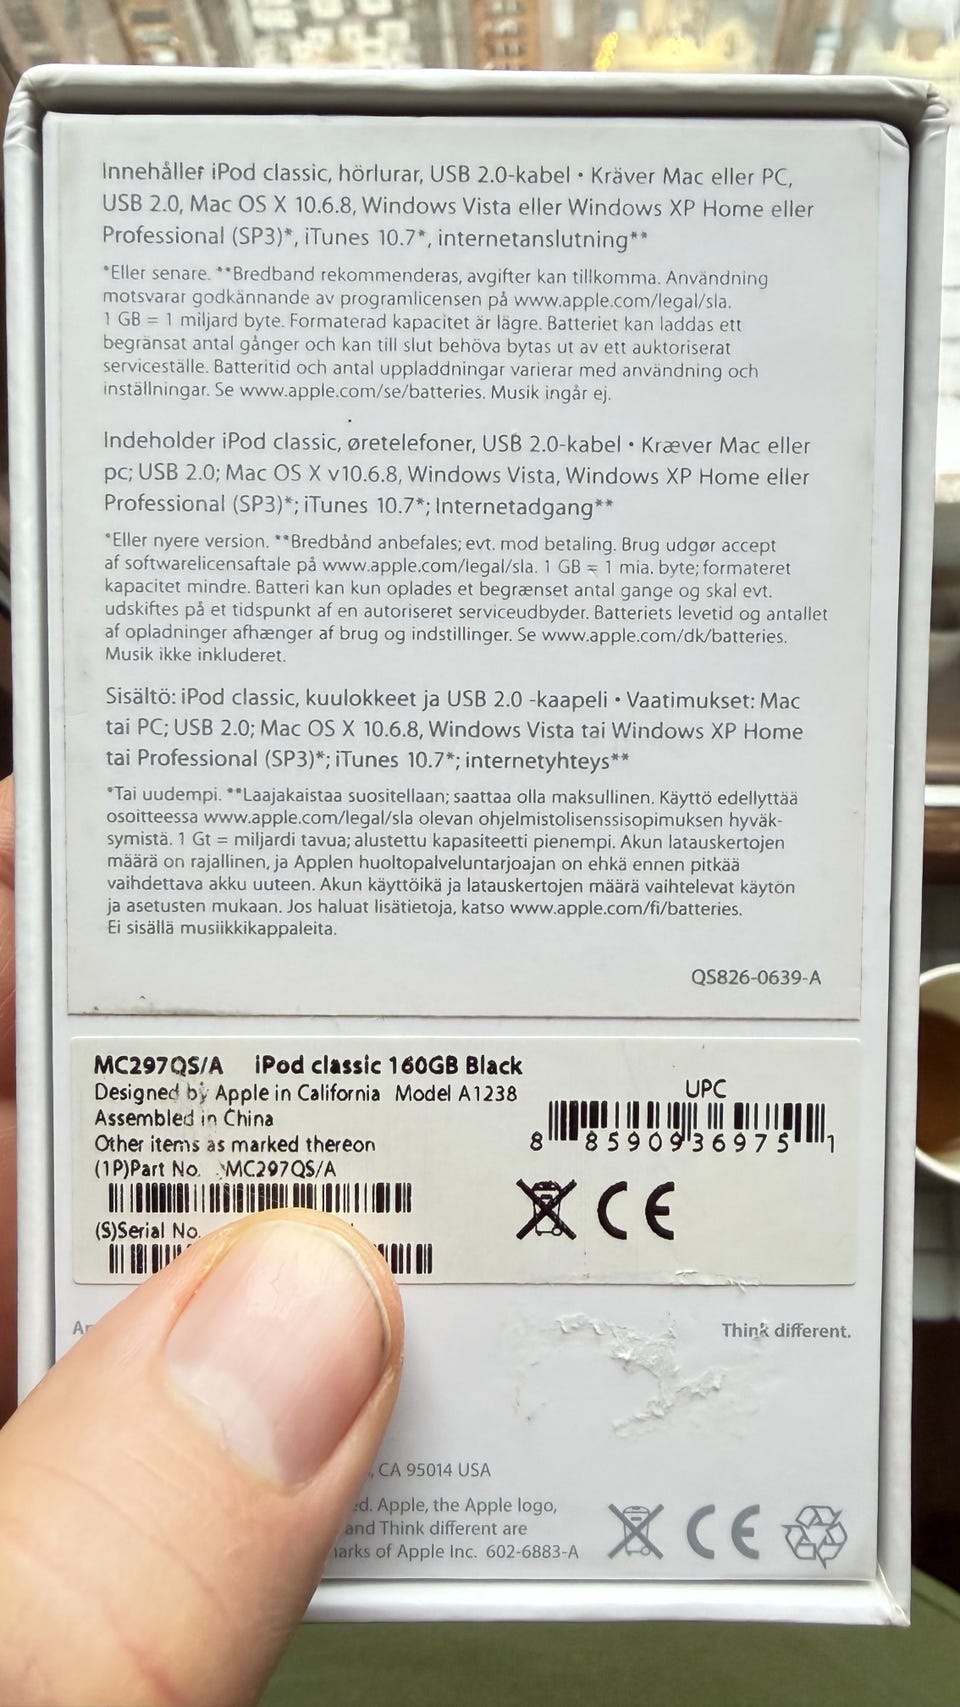 Innehåller iPod classic, hörlurar, USB 2.0-kabel • Kräver Mac eller PC,
USB 2.0, Mac OS X 10.6.8, Windows Vista eller Windows XP Home eller
Professional (SP3)*, iTunes 10.7*, internetanslutning**
*Eller senare. **Bredband rekommenderas, avgifter kan tillkomma. Användning
motsvarar godkännande av programlicensen på www.apple.com/legal/sla.
1 GB = 1 miljard byte. Formaterad kapacitet är lägre. Batteriet kan laddas ett
begränsat antal gånger och kan till slut behöva bytas ut av ett auktoriserat
serviceställe. Batteritid och antal uppladdningar varierar med användning och
inställningar. Se www.apple.com/se/batteries. Musik ingår ej.
Indeholder iPod classic, øretelefoner, USB 2.0-kabel • Kræver Mac eller
pc; USB 2.0; Mac OS X v10.6.8, Windows Vista, Windows XP Home eller
Professional (SP3)*; iTunes 10.7*; Internetadgang**
*Eller nyere version. **Bredbånd anbefales; evt. mod betaling. Brug udgør accept
af softwarelicensaftale på www.apple.com/legal/sla. 1 GB = 1 mia. byte; formateret
kapacitet mindre. Batteri kan kun oplades et begrænset antal gange og skal evt.
udskiftes på et tidspunkt af en autoriseret serviceudbyder. Batteriets levetid og antallet
af opladninger afhænger af brug og indstillinger. Se www.apple.com/dk/batteries.
Musik ikke inkluderet.
Sisältö: iPod classic, kuulokkeet ja USB 2.0 -kaapeli • Vaatimukset: Mac
tai PC; USB 2.0; Mac OS X 10.6.8, Windows Vista tai Windows XP Home
tai Professional (SP3)*; iTunes 10.7*; internetyhteys**
*Tai uudempi. **Laajakaistaa suositellaan; saattaa olla maksullinen. Käyttö edellyttää
osoitteessa www.apple.com/legal/sla olevan ohjelmistolisenssisopimuksen hyväk-
symistä. 1 Gt = miljardi tavua; alustettu kapasiteetti pienempi. Akun latauskertojen
määrä on rajallinen, ja Applen huoltopalveluntarjoajan on ehkä ennen pitkää
vaihdettava akku uuteen. Akun käyttöikä ja latauskertojen määrä vaihtelevat käytön
ja asetusten mukaan. Jos haluat lisätietoja, katso www.apple.com/fi/batteries.
Ei sisällä musiikkikappaleita.
QS826-0639-A
MC297QS/A iPod classic 160GB Black
Designed by Apple in California Model A1238
Assembled in China
Other items as marked thereon
(1P)Part No. MC297QS/A
(S)Serial No.
UPC
8 85909 36975 1
CE
Think different.
, CA 95014 USA
ed. Apple, the Apple logo,
and Think different are
marks of Apple Inc. 602-6883-A
CE